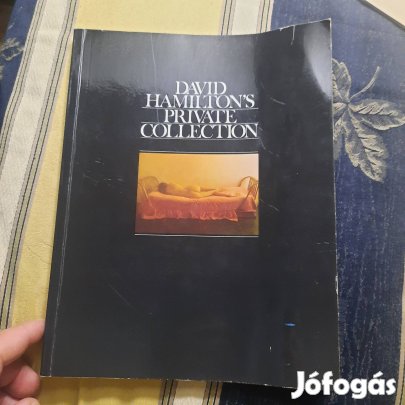 DAVID
HAMILTON'S
PRIVATE
COLLECTION
Jófogás